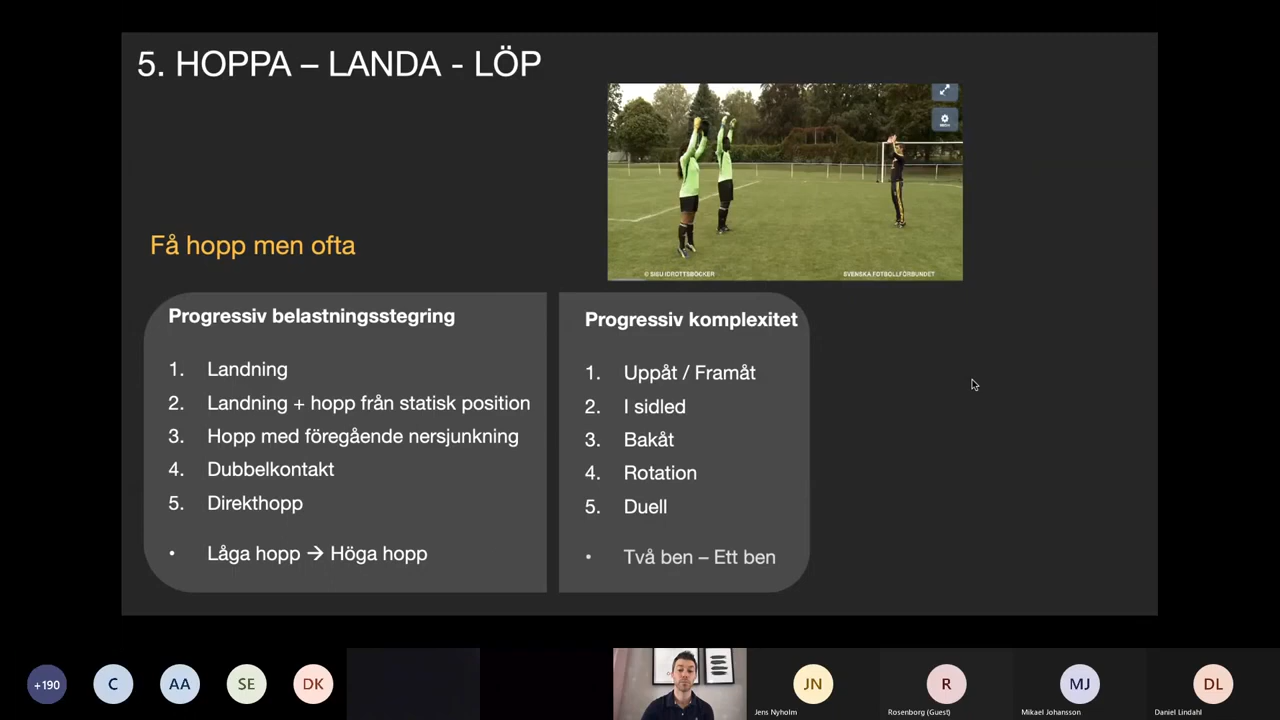 5. HOPPA – LANDA - LÖP
© SISU IDROTTSBÖCKER
SVENSKA FOTBOLLFÖRBUNDET
Få hopp men ofta
Progressiv belastningsstegring
1. Landning
2. Landning + hopp från statisk position
3. Hopp med föregående nersjunkning
4. Dubbelkontakt
5. Direkthopp
• Låga hopp → Höga hopp
Progressiv komplexitet
1. Uppåt / Framåt
2. I sidled
3. Bakåt
4. Rotation
5. Duell
• Två ben – Ett ben
+190
C
AA
SE
DK
JN
Jens Nyholm
R
Rosenborg (Guest)
MJ
Mikael Johansson
DL
Daniel Lindahl